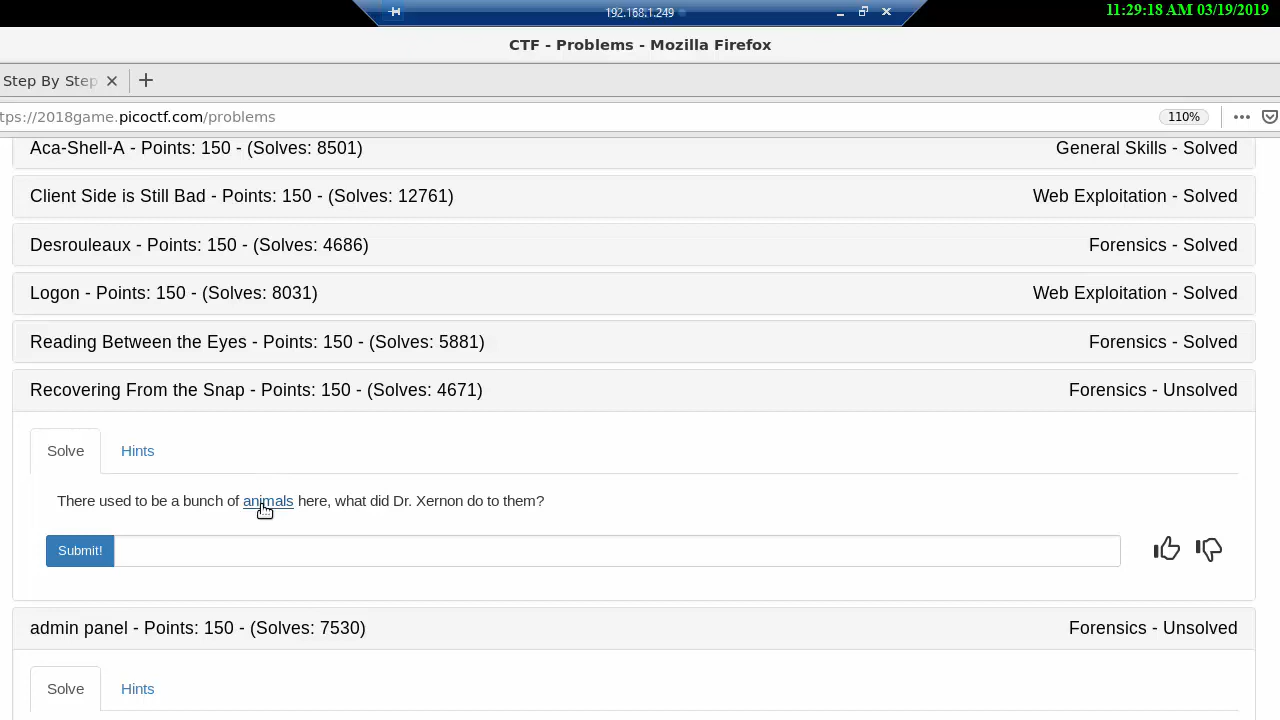 192.168.1.249
11:29:18 AM 03/19/2019
CTF - Problems - Mozilla Firefox
Step By Step
tps://2018game.picoctf.com/problems
110%
Aca-Shell-A - Points: 150 - (Solves: 8501) General Skills - Solved
Client Side is Still Bad - Points: 150 - (Solves: 12761) Web Exploitation - Solved
Desrouleaux - Points: 150 - (Solves: 4686) Forensics - Solved
Logon - Points: 150 - (Solves: 8031) Web Exploitation - Solved
Reading Between the Eyes - Points: 150 - (Solves: 5881) Forensics - Solved
Recovering From the Snap - Points: 150 - (Solves: 4671) Forensics - Unsolved
Solve Hints
There used to be a bunch of animals here, what did Dr. Xernon do to them?
Submit!
admin panel - Points: 150 - (Solves: 7530) Forensics - Unsolved
Solve Hints